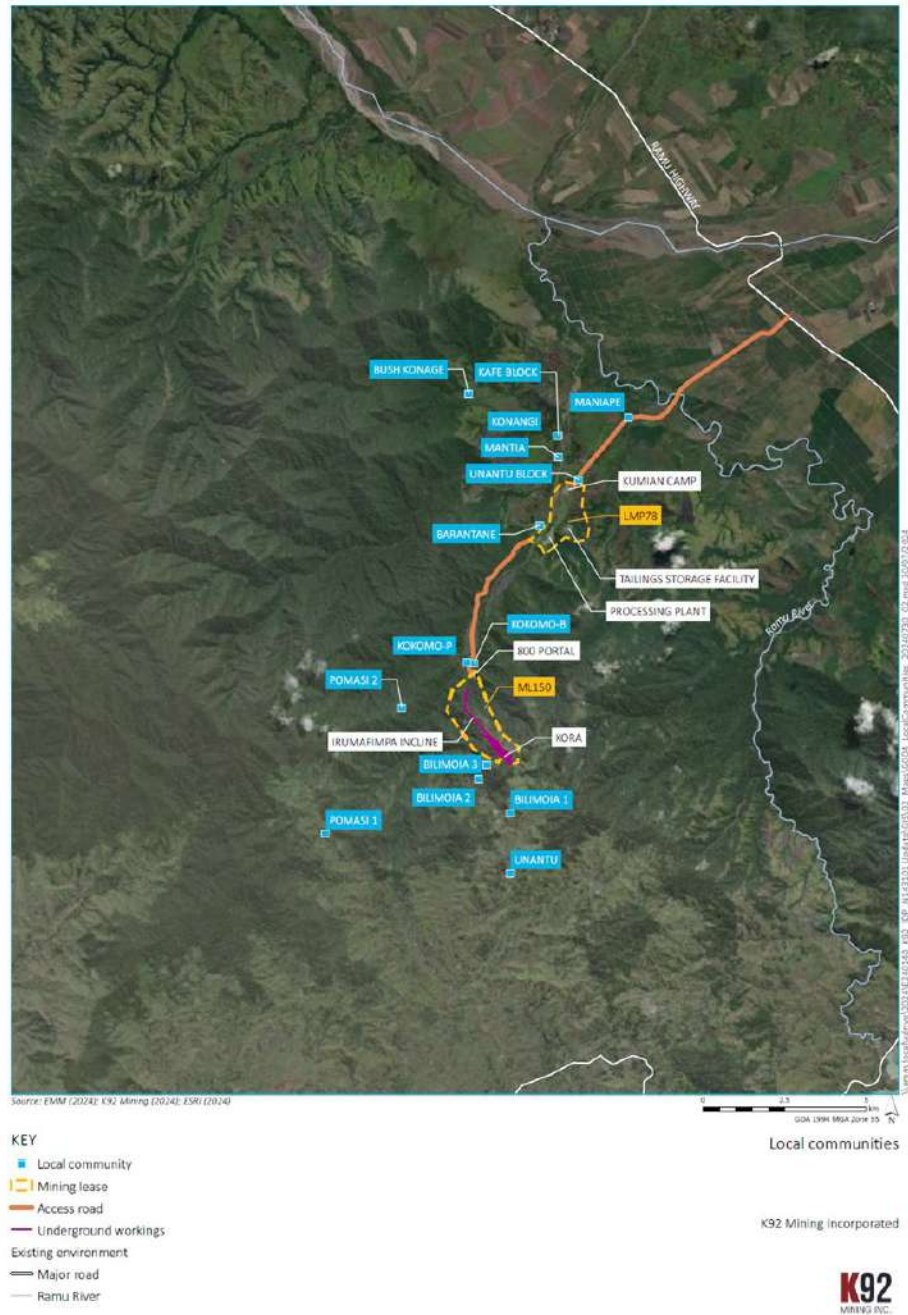 RAMU HIGHWAY
BUSH KONAGE
KAFE BLOCK
MANIAPE
KONANGI
MANTIA
UNANTU BLOCK
KUMIAN CAMP
LMP78
BARANTANE
TAILINGS STORAGE FACILITY
PROCESSING PLANT
Ramu River
KOKOMO-B
KOKOMO-P
800 PORTAL
POMASI 2
ML150
IRUMAFIMPA INCLINE
KORA
BILIMOIA 3
BILIMOIA 2
BILIMOIA 1
POMASI 1
UNANTU
Source: EMM (2024); K92 Mining (2024); ESRI (2024)
0 2.5 5
km
GDA 1994 MGA Zone 55 N
KEY
Local community
Mining lease
Access road
Underground workings
Existing environment
Major road
Ramu River
Local communities
K92 Mining Incorporated
K92
MINING INC.